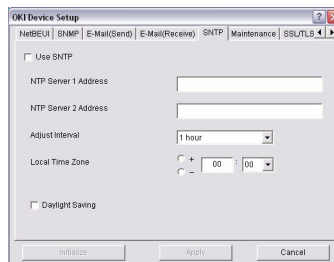 OKI Device Setup
NetBEUI SNMP E-Mail(Send) E-Mail(Receive) SNTP Maintenance SSL/TLS
Use SNTP
NTP Server 1 Address
NTP Server 2 Address
Adjust Interval 1 hour
Local Time Zone + - 00 : 00
Daylight Saving
Initialize Apply Cancel